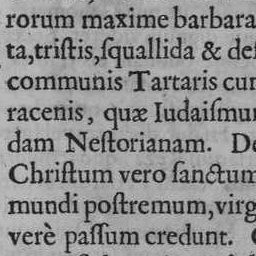 rorum maxime barbara
ta,tristis,squallida & de
communis Tartaris cum
racenis, quæ Iudaismu
dam Nestorianam. De
Christum vero sanctum
mundi postremum,virg
verè passum credunt.